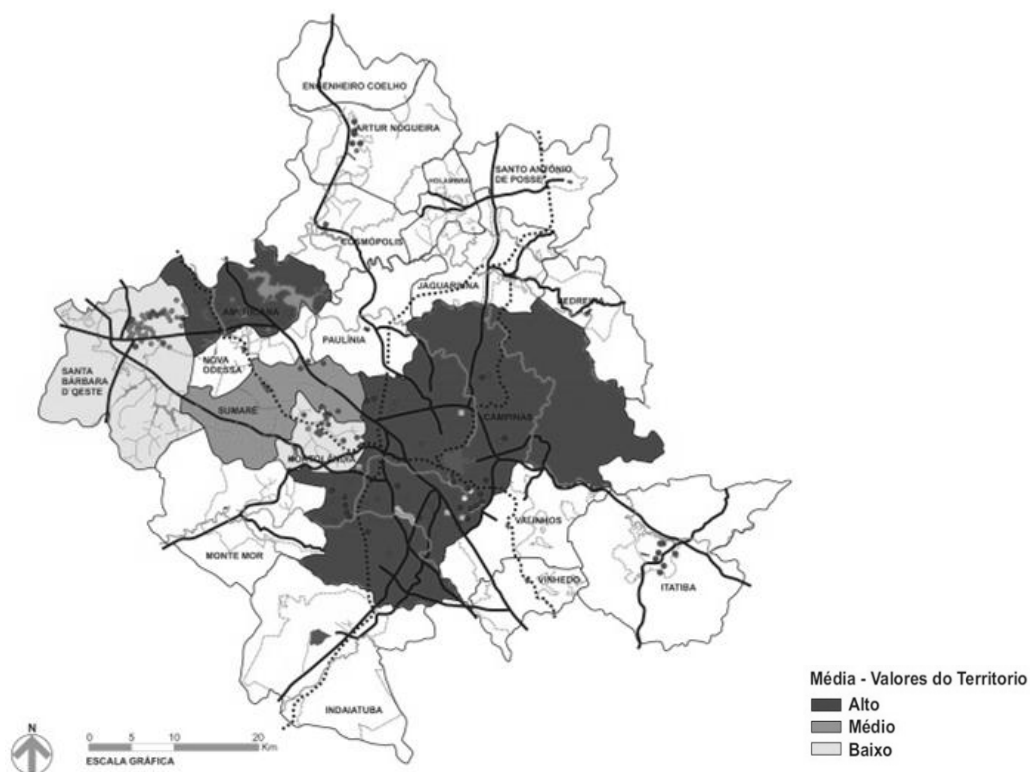 ENGENHEIRO COELHO
ARTUR NOGUEIRA
HOLAMBRA
SANTO ANTÔNIO
DE POSSE
COSMÓPOLIS
JAGUARIÚNA
PEDREIRA
AMERICANA
PAULÍNIA
NOVA
ODESSA
SANTA
BÁRBARA
D'OESTE
SUMARÉ
CAMPINAS
HORTOLÂNDIA
MONTE MOR
VALINHOS
VINHEDO
ITATIBA
INDAIATUBA
Média - Valores do Territorio
Alto
Médio
Baixo
N
0 5 10 20
Km
ESCALA GRÁFICA